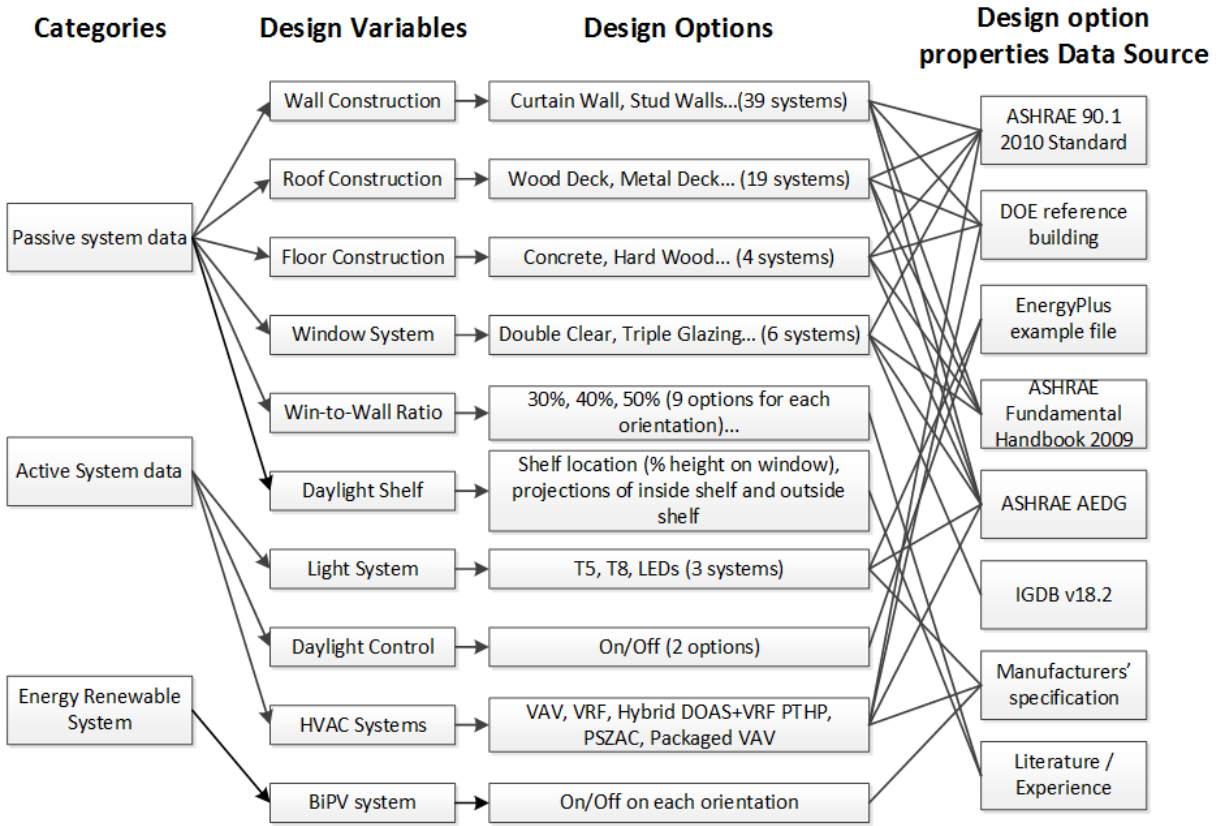 Categories
Design Variables
Design Options
Design option
properties Data Source
Wall Construction
Curtain Wall, Stud Walls...(39 systems)
ASHRAE 90.1
2010 Standard
Roof Construction
Wood Deck, Metal Deck... (19 systems)
DOE reference
building
Passive system data
Floor Construction
Concrete, Hard Wood... (4 systems)
EnergyPlus
example file
Window System
Double Clear, Triple Glazing... (6 systems)
ASHRAE
Fundamental
Handbook 2009
Win-to-Wall Ratio
30%, 40%, 50% (9 options for each
orientation)...
Active System data
Daylight Shelf
Shelf location (% height on window),
projections of inside shelf and outside
shelf
ASHRAE AEDG
Light System
T5, T8, LEDs (3 systems)
IGDB v18.2
Daylight Control
On/Off (2 options)
Manufacturers’
specification
Energy Renewable
System
HVAC Systems
VAV, VRF, Hybrid DOAS+VRF PTHP,
PSZAC, Packaged VAV
Literature /
Experience
BiPV system
On/Off on each orientation